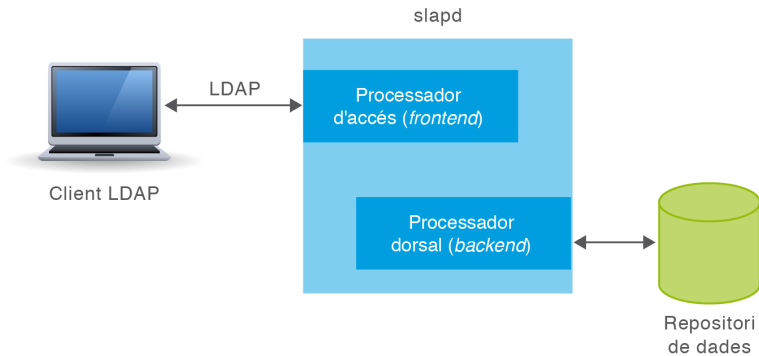 slapd
LDAP
Processador
d'accés (frontend)
Client LDAP
Processador
dorsal (backend)
Repositori
de dades